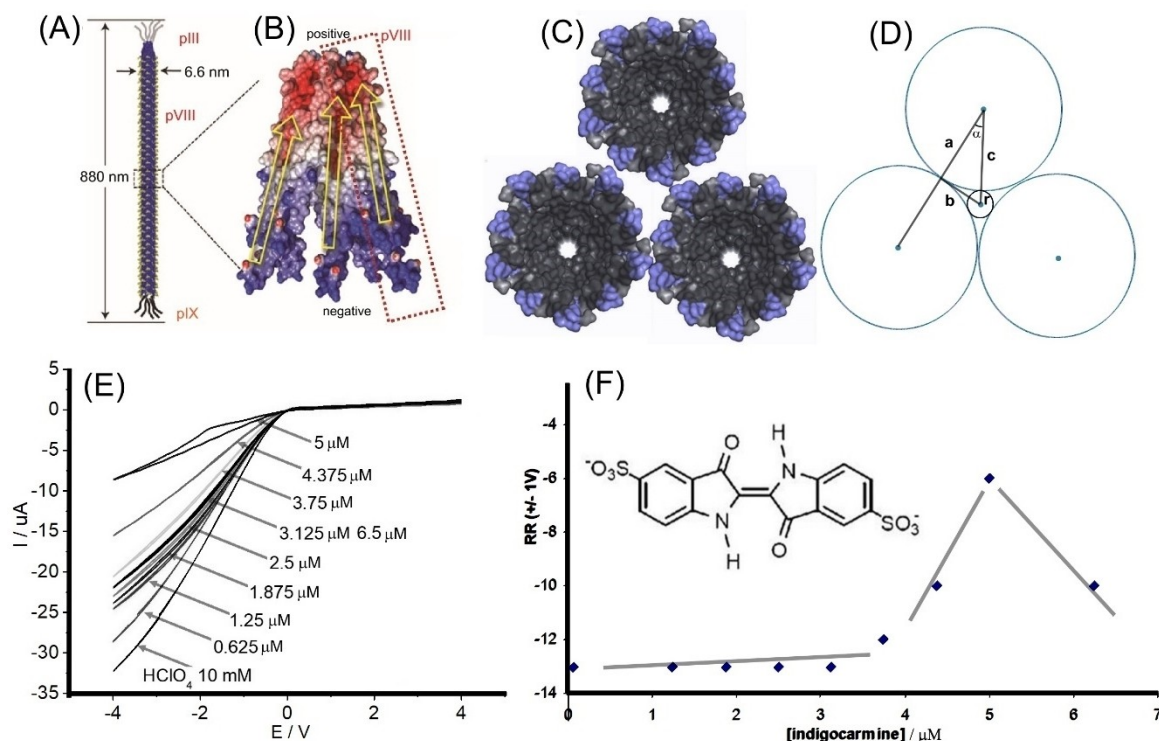 (A)
pIII
6.6 nm
pVIII
880 nm
pIX
(B)
positive
pVIII
negative
(C)
(D)
a
α
c
b
r
(E)
5
0
-5
-10
-15
-20
-25
-30
-35
I / uA
-4 -2 0 2 4
E / V
5 μM
4.375 μM
3.75 μM
3.125 μM 6.5 μM
2.5 μM
1.875 μM
1.25 μM
0.625 μM
HClO4 10 mM
(F)
-4
-6
-8
-10
-12
-14
RR (+/- 1V)
0 1 2 3 4 5 6 7
[indigocarmine] / μM
O
H
N
-O3S
SO3-
N
O
H